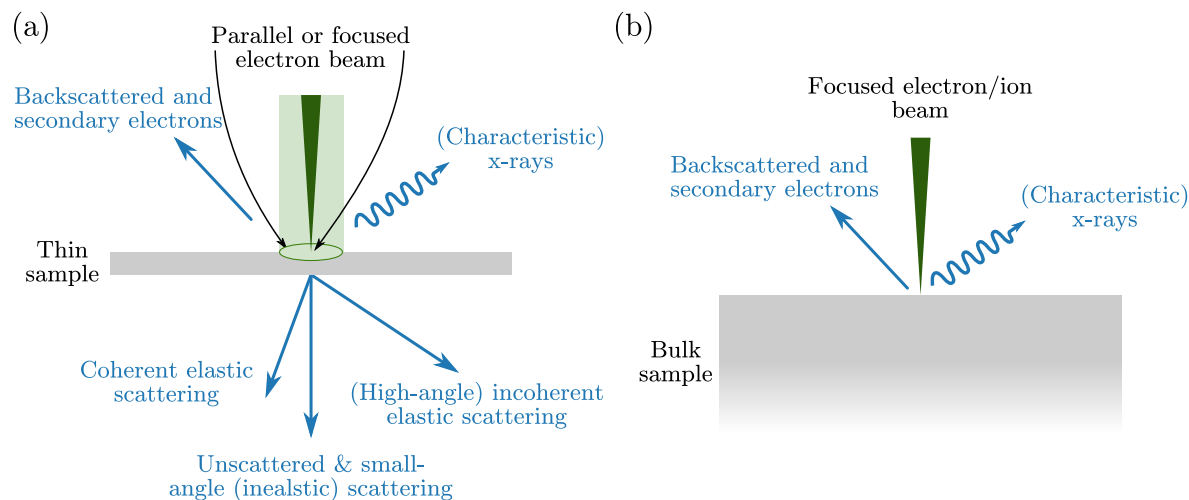 (a)
Parallel or focused
electron beam
Backscattered and
secondary electrons
(Characteristic)
x-rays
Thin
sample
Coherent elastic
scattering
(High-angle) incoherent
elastic scattering
Unscattered & small-
angle (inealstic) scattering
(b)
Focused electron/ion
beam
Backscattered and
secondary electrons
(Characteristic)
x-rays
Bulk
sample